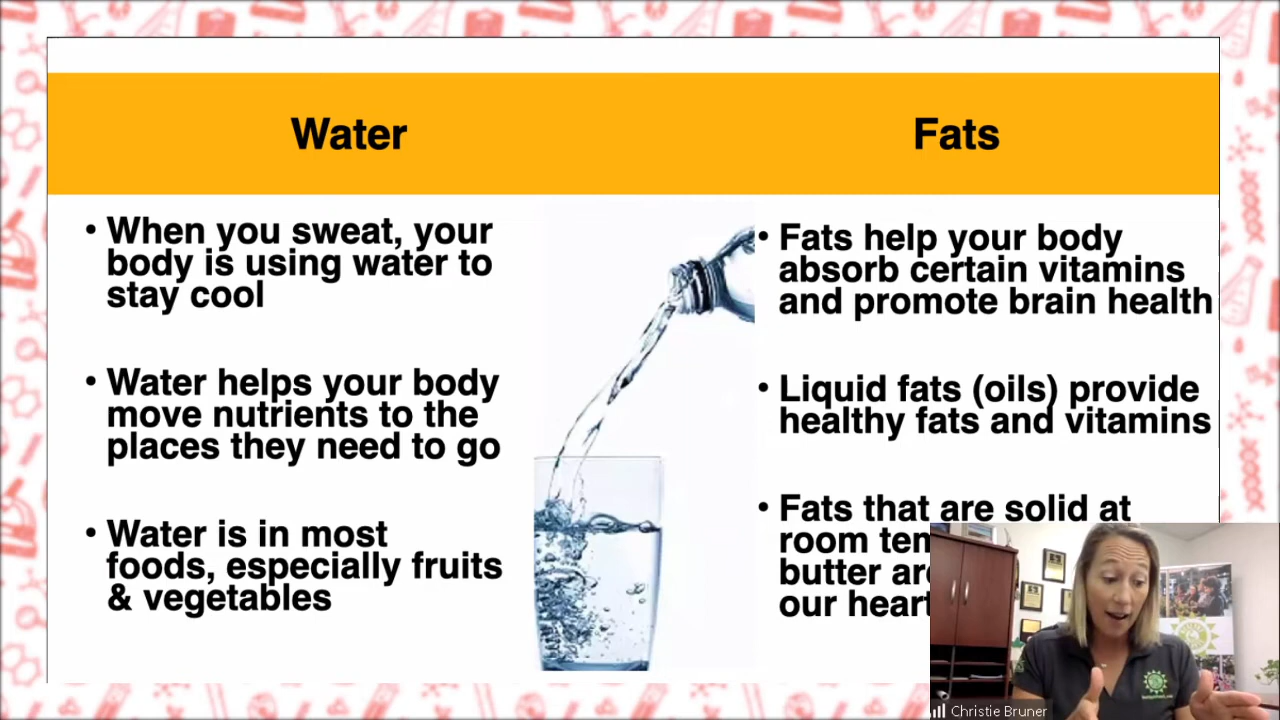 Water
Fats
• When you sweat, your
body is using water to
stay cool
• Water helps your body
move nutrients to the
places they need to go
• Water is in most
foods, especially fruits
& vegetables
• Fats help your body
absorb certain vitamins
and promote brain health
• Liquid fats (oils) provide
healthy fats and vitamins
• Fats that are solid at
room
butter
our
Christie Bruner